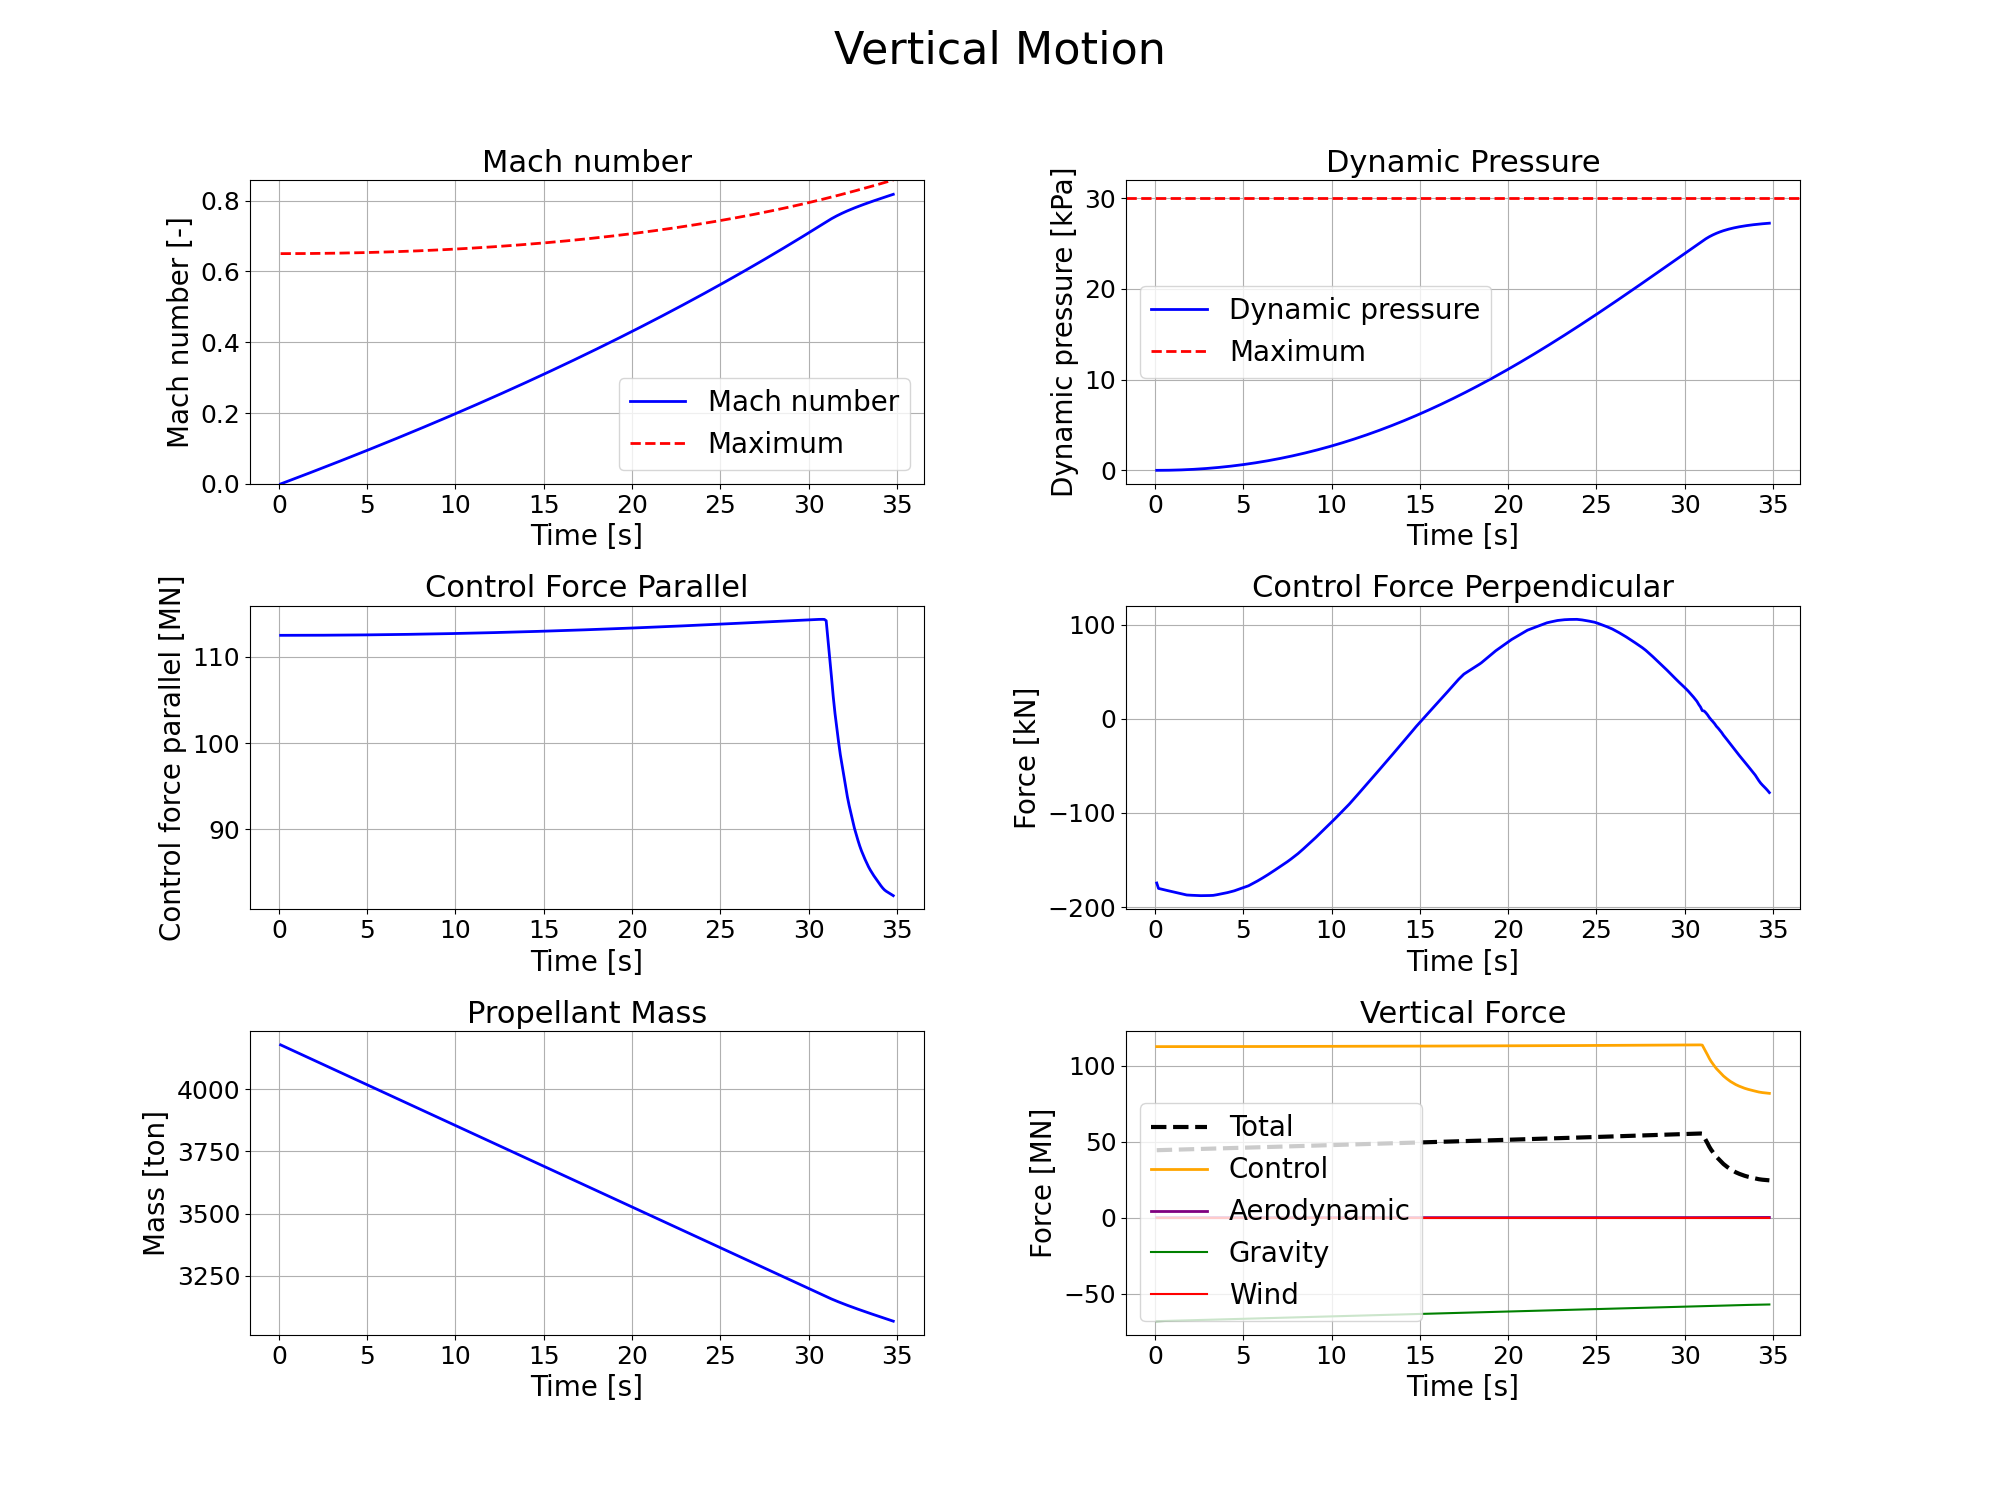 Vertical Motion
Mach number
Mach number [-]
0.8
0.6
0.4
0.2
0.0
Mach number
Maximum
0 5 10 15 20 25 30 35
Time [s]
Dynamic Pressure
Dynamic pressure [kPa]
30
20
10
0
Dynamic pressure
Maximum
0 5 10 15 20 25 30 35
Time [s]
Control Force Parallel
Control force parallel [MN]
110
100
90
0 5 10 15 20 25 30 35
Time [s]
Control Force Perpendicular
Force [kN]
100
0
−100
−200
0 5 10 15 20 25 30 35
Time [s]
Propellant Mass
Mass [ton]
4000
3750
3500
3250
0 5 10 15 20 25 30 35
Time [s]
Vertical Force
Force [MN]
100
50
0
−50
Total
Control
Aerodynamic
Gravity
Wind
0 5 10 15 20 25 30 35
Time [s]